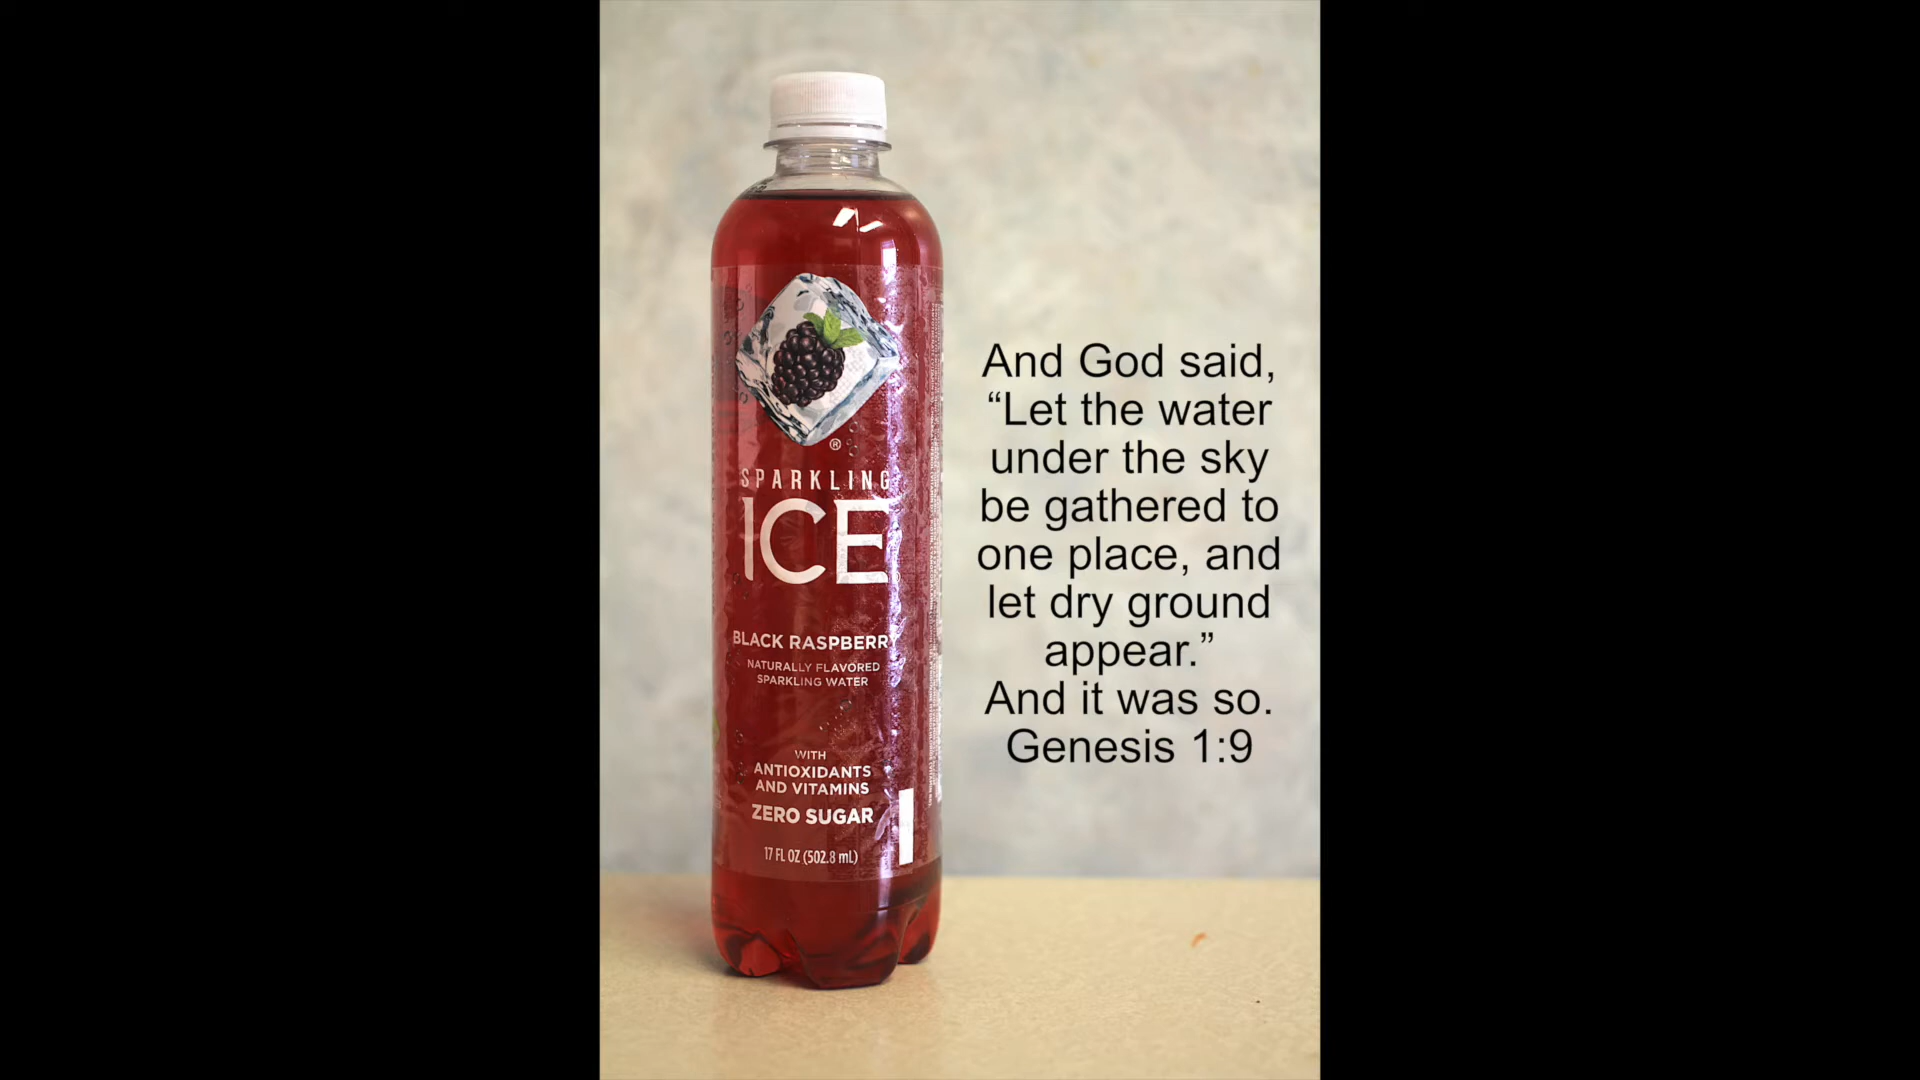 SPARKLING
ICE
BLACK RASPBERRY
NATURALLY FLAVORED
SPARKLING WATER
WITH
ANTIOXIDANTS
AND VITAMINS
ZERO SUGAR
17 FL OZ (502.8 mL)
And God said,
“Let the water
under the sky
be gathered to
one place, and
let dry ground
appear.”
And it was so.
Genesis 1:9